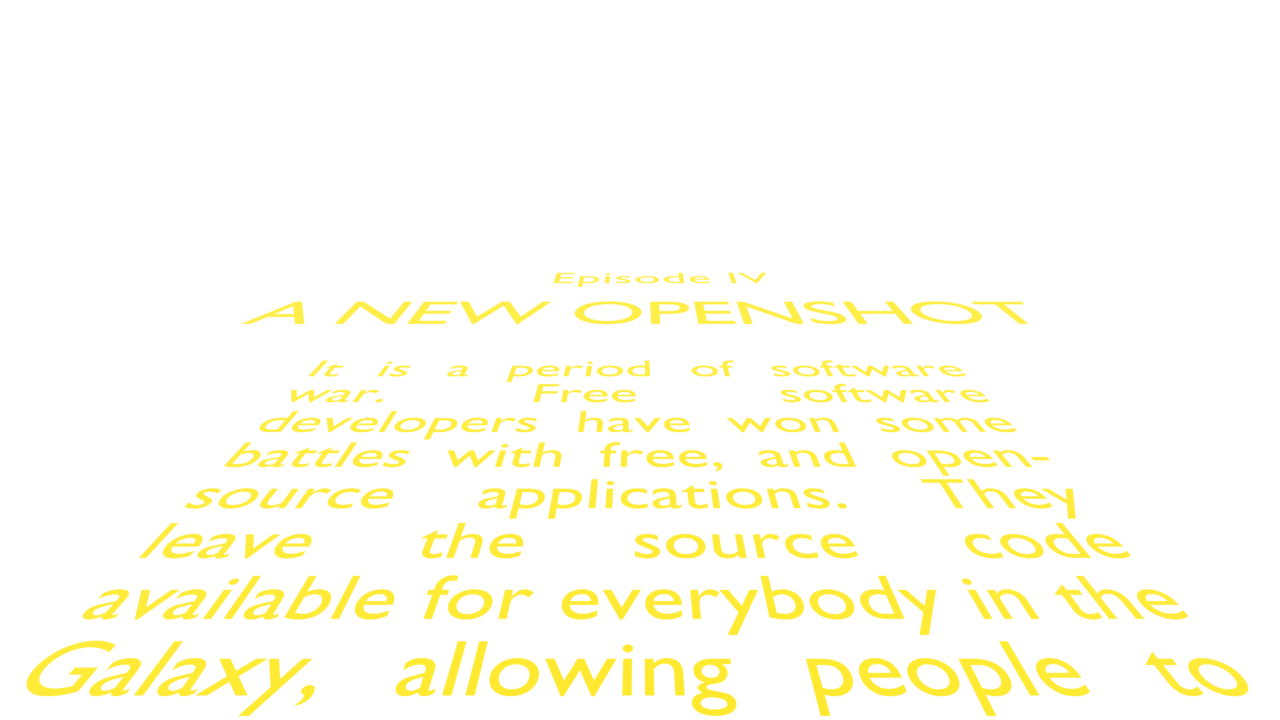 Episode IV
A NEW OPENSHOT
It is a period of software
war. Free software
developers have won some
battles with free, and open-
source applications. They
leave the source code
available for everybody in the
Galaxy, allowing people to